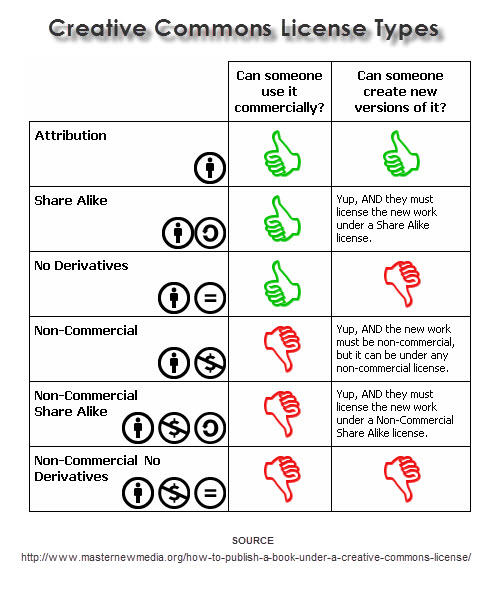 Creative Commons License Types
Can someone
use it
commercially?
Can someone
create new
versions of it?
Attribution
Share Alike
Yup, AND they must
license the new work
under a Share Alike
license.
No Derivatives
Non-Commercial
Yup, AND the new work
must be non-commercial,
but it can be under any
non-commercial license.
Non-Commercial
Share Alike
Yup, AND they must
license the new work
under a Non-Commercial
Share Alike license.
Non-Commercial No
Derivatives
SOURCE
http://www.masternewmedia.org/how-to-publish-a-book-under-a-creative-commons-license/